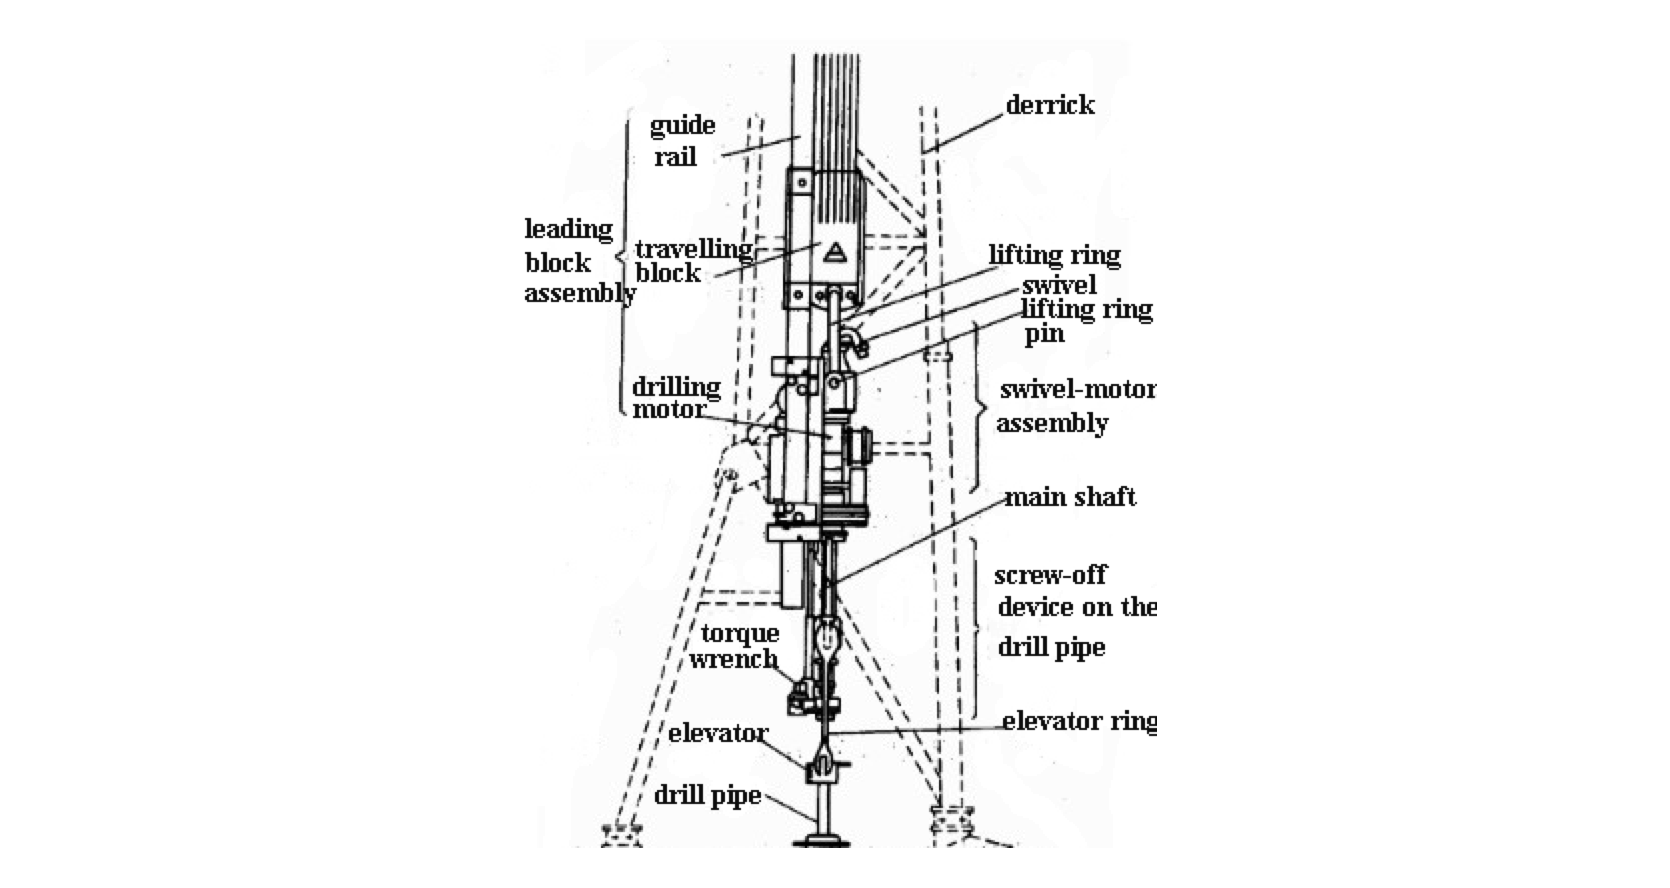 derrick
guide
rail
leading
block
assembly
travelling
block
lifting ring
swivel
lifting ring
pin
drilling
motor
swivel-motor
assembly
main shaft
screw-off
device on the
drill pipe
torque
wrench
elevator ring
elevator
drill pipe